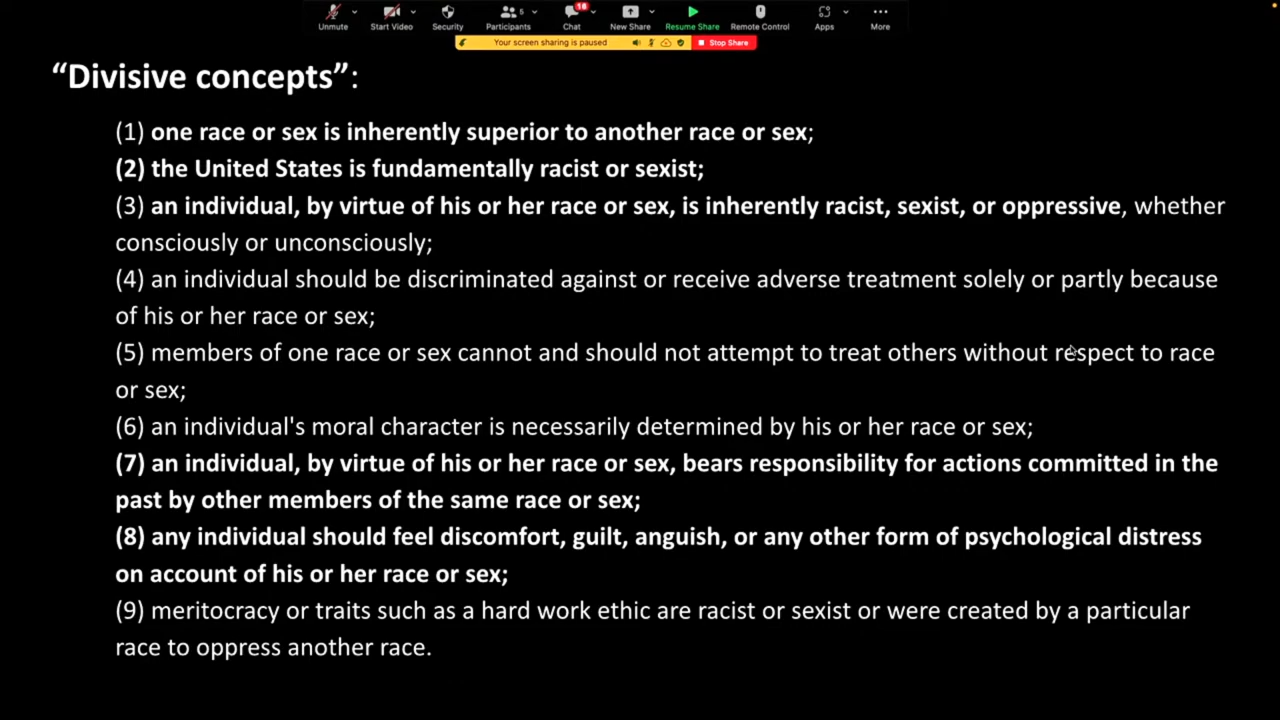 Unmute
Start Video
Security
Participants
5
Chat
16
New Share
Resume Share
Remote Control
Apps
More
Your screen sharing is paused
Stop Share
“Divisive concepts”:
(1) one race or sex is inherently superior to another race or sex;
(2) the United States is fundamentally racist or sexist;
(3) an individual, by virtue of his or her race or sex, is inherently racist, sexist, or oppressive, whether
consciously or unconsciously;
(4) an individual should be discriminated against or receive adverse treatment solely or partly because
of his or her race or sex;
(5) members of one race or sex cannot and should not attempt to treat others without respect to race
or sex;
(6) an individual's moral character is necessarily determined by his or her race or sex;
(7) an individual, by virtue of his or her race or sex, bears responsibility for actions committed in the
past by other members of the same race or sex;
(8) any individual should feel discomfort, guilt, anguish, or any other form of psychological distress
on account of his or her race or sex;
(9) meritocracy or traits such as a hard work ethic are racist or sexist or were created by a particular
race to oppress another race.